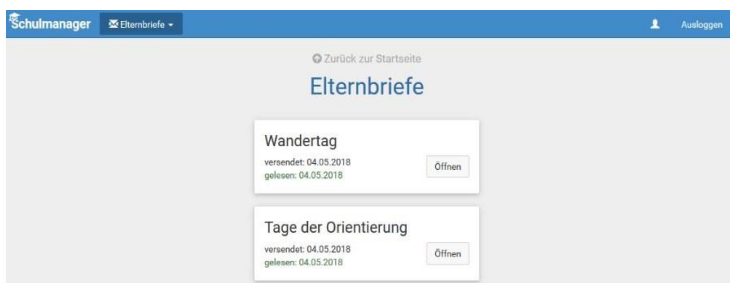 Schulmanager Elternbriefe Ausloggen
Zurück zur Startseite
Elternbriefe
Wandertag
versendet: 04.05.2018
gelesen: 04.05.2018
Öffnen
Tage der Orientierung
versendet: 04.05.2018
gelesen: 04.05.2018
Öffnen